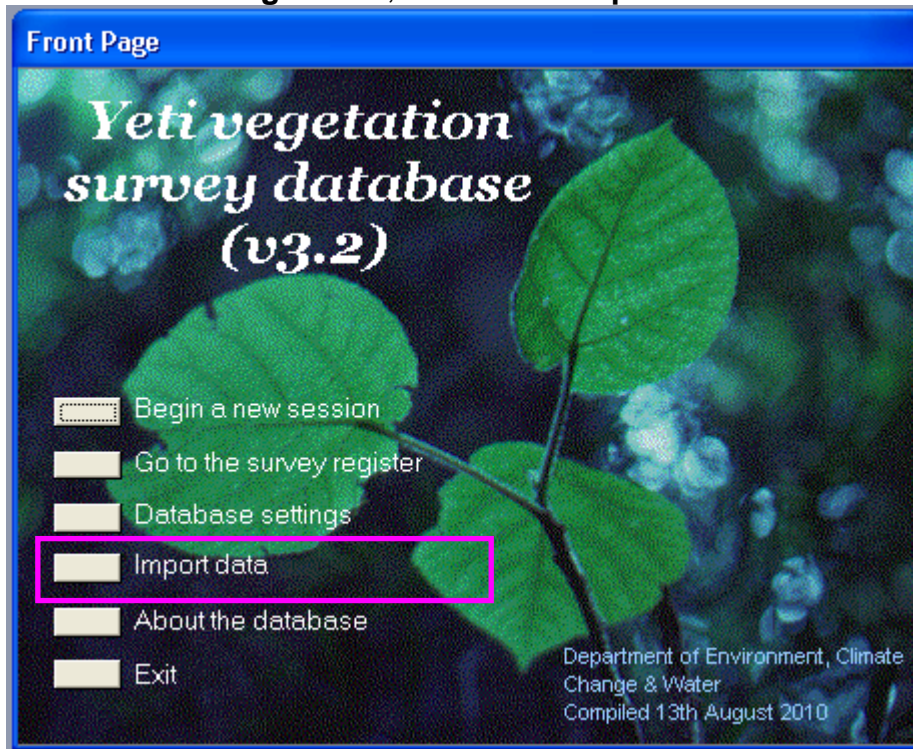 Front Page
Yeti vegetation
survey database
(v3.2)
Begin a new session
Go to the survey register
Database settings
Import data
About the database
Exit
Department of Environment, Climate
Change & Water
Compiled 13th August 2010